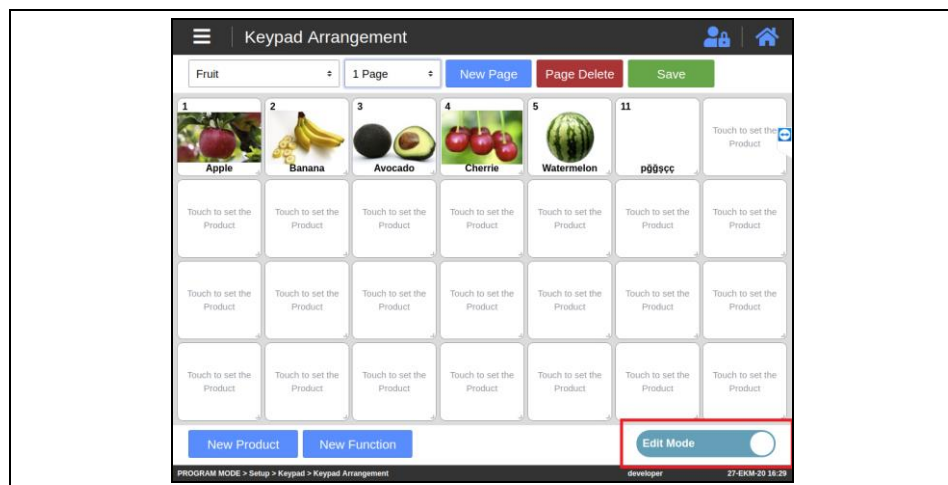 Keypad Arrangement
Fruit 1 Page New Page Page Delete Save
1 2 3 4 5 11
Touch to set the
Product
Apple Banana Avocado Cherrie Watermelon pğğşçç
Touch to set the Touch to set the Touch to set the Touch to set the Touch to set the Touch to set the Touch to set the
Product Product Product Product Product Product Product
Touch to set the Touch to set the Touch to set the Touch to set the Touch to set the Touch to set the Touch to set the
Product Product Product Product Product Product Product
Touch to set the Touch to set the Touch to set the Touch to set the Touch to set the Touch to set the Touch to set the
Product Product Product Product Product Product Product
New Product New Function Edit Mode
PROGRAM MODE > Setup > Keypad > Keypad Arrangement developer 27-EKM-20 16:29